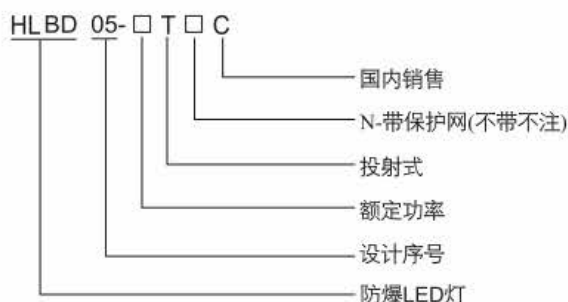 HLBD 05-□ T □ C
国内销售
N-带保护网(不带不注)
投射式
额定功率
设计序号
防爆LED灯